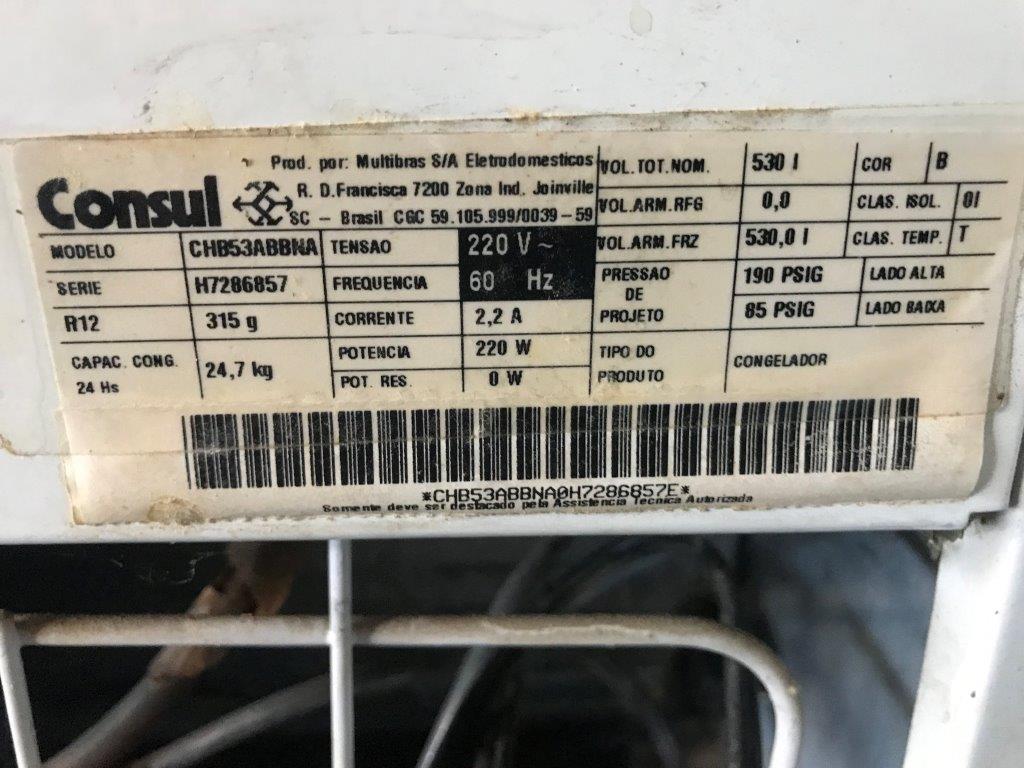 Prod. por: Multibras S/A Eletrodomesticos
Consul
R. D.Francisca 7200 Zona Ind. Joinville
SC - Brasil CGC 59.105.999/0039-59
MODELO CHB53ABBNA
SERIE H7286857
R12 315 g
CAPAC. CONG. 24 Hs 24,7 kg
TENSAO 220 V ~
FREQUENCIA 60 Hz
CORRENTE 2,2 A
POTENCIA 220 W
POT. RES. 0 W
VOL.TOT.NOM. 530 l COR B
VOL.ARM.RFG 0,0 CLAS. ISOL. 01
VOL.ARM.FRZ 530,0 l CLAS. TEMP. T
PRESSAO DE PROJETO
190 PSIG LADO ALTA
85 PSIG LADO BAIXA
TIPO DO PRODUTO CONGELADOR
*CHB53ABBNA0H7286857E*
Somente deve ser destacado pela Assistencia Tecnica Autorizada